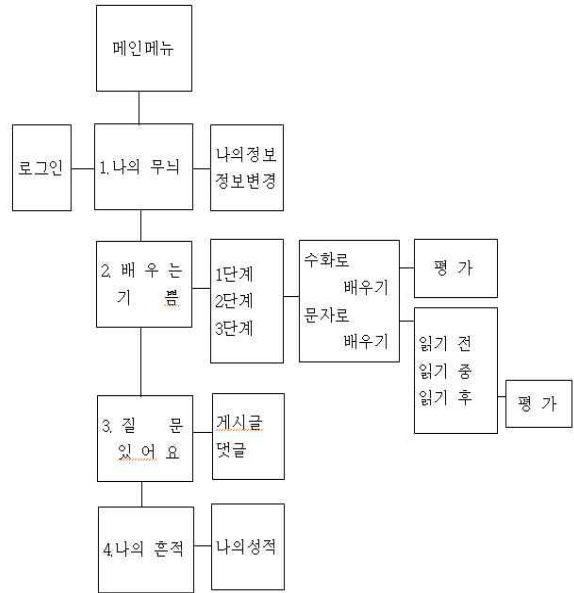 메인메뉴
로그인
1.나의 무늬
나의정보
정보변경
2. 배 우 는
기 쁨
1단계
2단계
3단계
수화로
배우기
문자로
배우기
평 가
읽기 전
읽기 중
읽기 후
평 가
3. 질 문
있 어 요
게시글
댓글
4.나의 흔적
나의성적